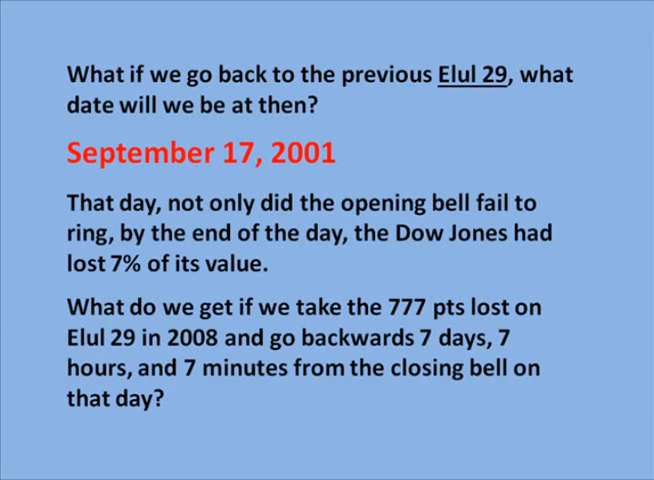 What if we go back to the previous Elul 29, what
date will we be at then?
September 17, 2001
That day, not only did the opening bell fail to
ring, by the end of the day, the Dow Jones had
lost 7% of its value.
What do we get if we take the 777 pts lost on
Elul 29 in 2008 and go backwards 7 days, 7
hours, and 7 minutes from the closing bell on
that day?